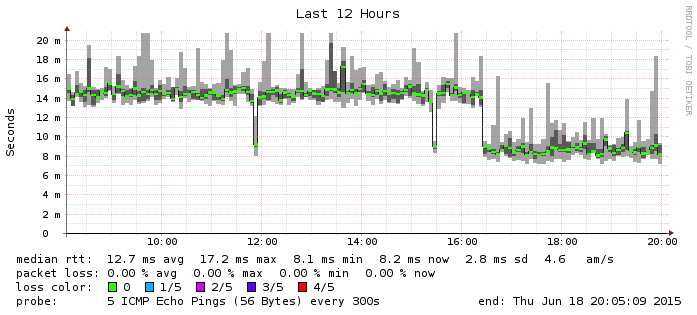 Last 12 Hours
RRDTOOL / TOBI OETIKER
Seconds
20 m
18 m
16 m
14 m
12 m
10 m
8 m
6 m
4 m
2 m
0
10:00 12:00 14:00 16:00 18:00 20:00
median rtt: 12.7 ms avg 17.2 ms max 8.1 ms min 8.2 ms now 2.8 ms sd 4.6 am/s
packet loss: 0.00 % avg 0.00 % max 0.00 % min 0.00 % now
loss color: 0 1/5 2/5 3/5 4/5
probe: 5 ICMP Echo Pings (56 Bytes) every 300s end: Thu Jun 18 20:05:09 2015